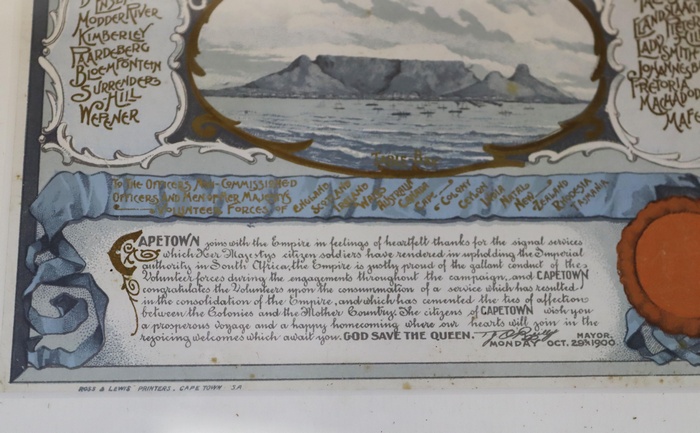 MODDER RIVER
KIMBERLEY
PAARDEBERG
BLOEMFONTEIN
SURRENDER
HILL
WEPENER
LADYSMITH
JOHANNESB
PRETORIA
MACHADOD
MAFE
TABLE BAY
TO THE OFFICERS, NON-COMMISSIONED
OFFICERS AND MEN OF HER MAJESTY'S
VOLUNTEER FORCES OF
ENGLAND
SCOTLAND
IRELAND
WALES
AUSTRALIA
CANADA
CAPE COLONY
CEYLON
INDIA
NATAL
NEW ZEALAND
RHODESIA
TASMANIA
CAPETOWN joins with the Empire in feelings of heartfelt thanks for the signal services
which Her Majestys citizen soldiers have rendered in upholding the Imperial
authority in South Africa, the Empire is justly proud of the gallant conduct of the
Volunteer forces during the engagements throughout the campaign, and CAPETOWN
congratulates the Volunteers upon the consummation of a service which has resulted
in the consolidation of the Empire, and which has cemented the ties of affection
between the Colonies and the Mother Country. The citizens of CAPETOWN wish you
a prosperous voyage and a happy homecoming where our hearts will join in the
rejoicing welcomes which await you. GOD SAVE THE QUEEN. MAYOR.
MONDAY OCT. 29th 1900.
ROSS & LEWIS PRINTERS, CAPE TOWN S.A